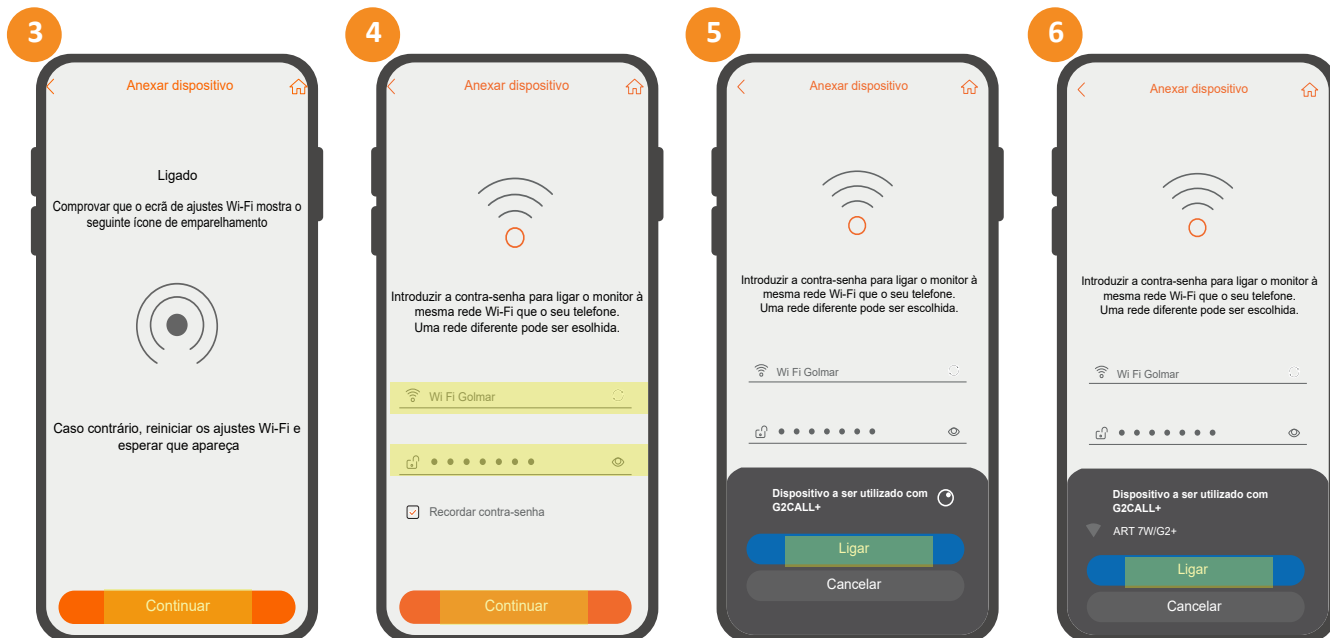 3
Anexar dispositivo
Ligado
Comprovar que o ecrã de ajustes Wi-Fi mostra o
seguinte ícone de emparelhamento
Caso contrário, reiniciar os ajustes Wi-Fi e
esperar que apareça
Continuar
4
Anexar dispositivo
Introduzir a contra-senha para ligar o monitor à
mesma rede Wi-Fi que o seu telefone.
Uma rede diferente pode ser escolhida.
Wi Fi Golmar
Recordar contra-senha
Continuar
5
Anexar dispositivo
Introduzir a contra-senha para ligar o monitor à
mesma rede Wi-Fi que o seu telefone.
Uma rede diferente pode ser escolhida.
Wi Fi Golmar
Dispositivo a ser utilizado com
G2CALL+
Ligar
Cancelar
6
Anexar dispositivo
Introduzir a contra-senha para ligar o monitor à
mesma rede Wi-Fi que o seu telefone.
Uma rede diferente pode ser escolhida.
Wi Fi Golmar
Dispositivo a ser utilizado com
G2CALL+
ART 7W/G2+
Ligar
Cancelar